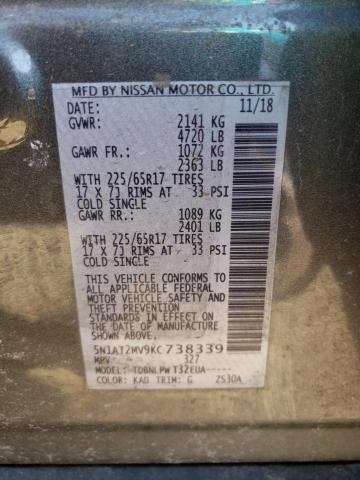 MFD BY NISSAN MOTOR CO., LTD.
DATE: 11/18
GVWR: 2141 KG
4720 LB
GAWR FR.: 1072 KG
2363 LB
WITH 225/65R17 TIRES
17 X 7J RIMS AT 33 PSI
COLD SINGLE
GAWR RR.: 1089 KG
2401 LB
WITH 225/65R17 TIRES
17 X 7J RIMS AT 33 PSI
COLD SINGLE
THIS VEHICLE CONFORMS TO
ALL APPLICABLE FEDERAL
MOTOR VEHICLE SAFETY
AND THEFT PREVENTION
STANDARDS IN EFFECT ON
THE DATE OF MANUFACTURE
SHOWN ABOVE.
5N1AT2MV9KC738339
MPV 327
MODEL: TDBNLPW T32EUA-----
COLOR: KAD TRIM: G ZS30A